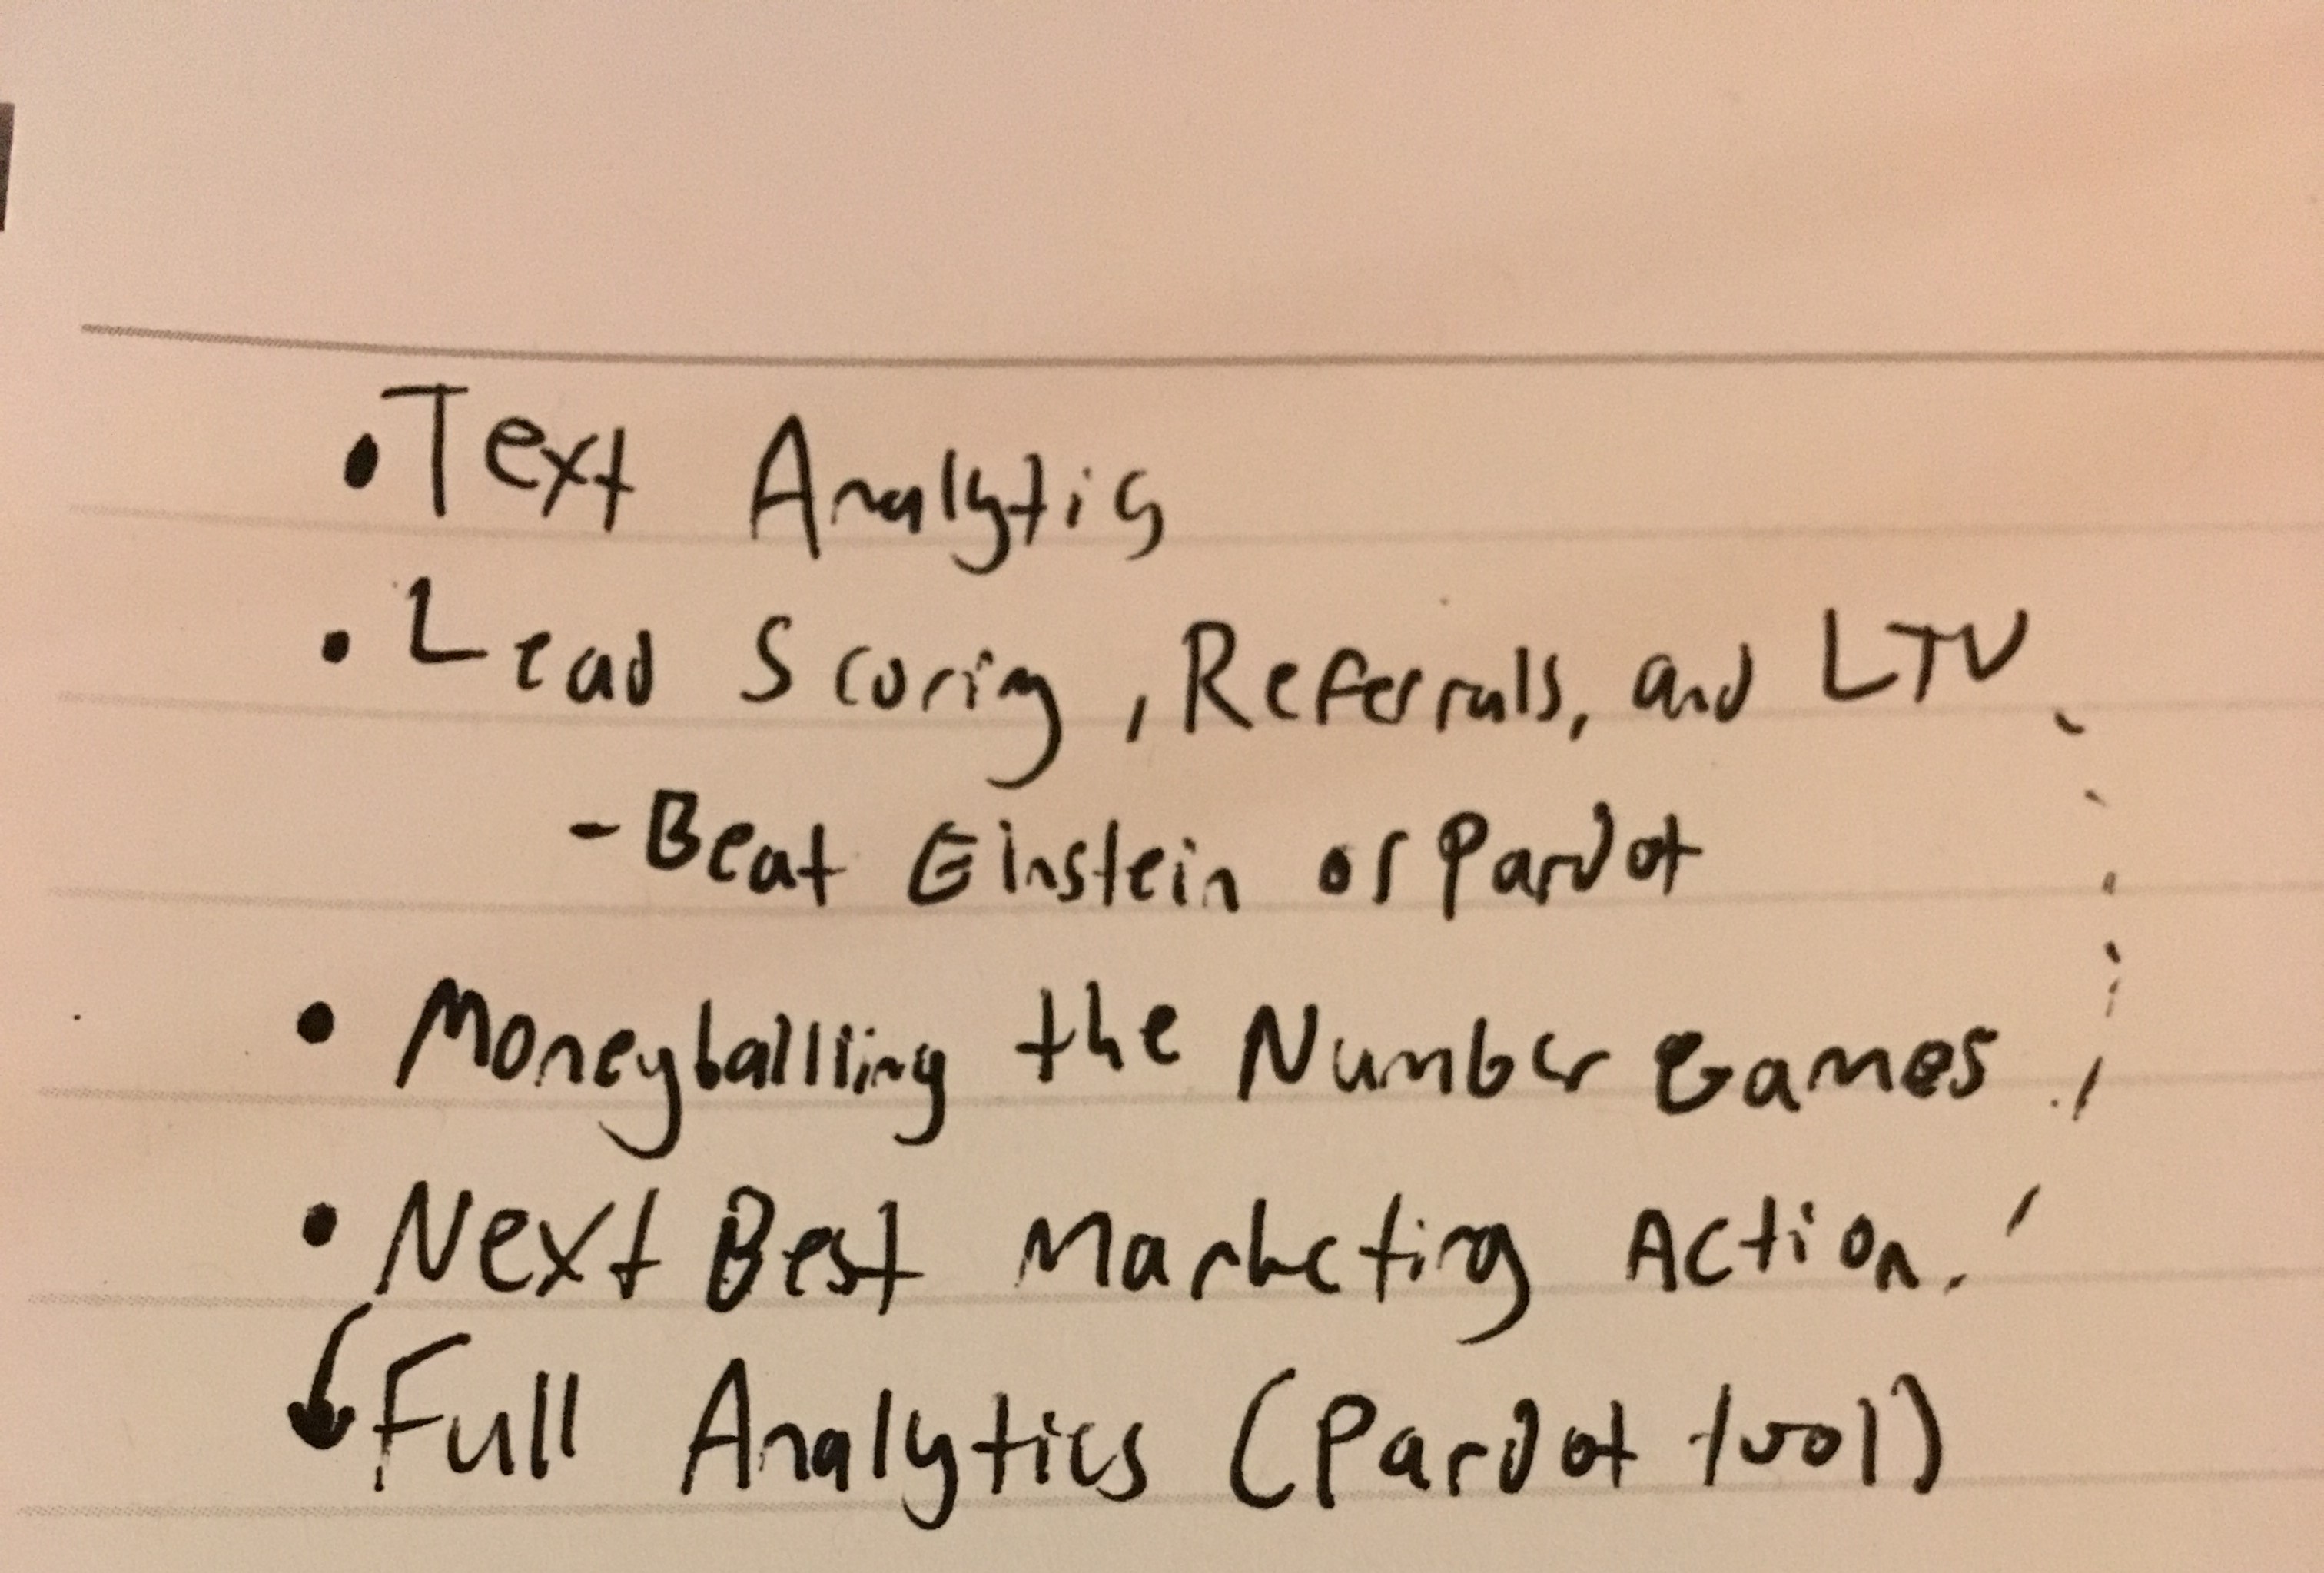 • Text Analytics
• Lead Scoring, Referrals, and LTV
- Beat Einstein or Pardot
• Moneyballling the Number Games
• Next Best Marketing Action.
Full Analytics (Pardot tool)